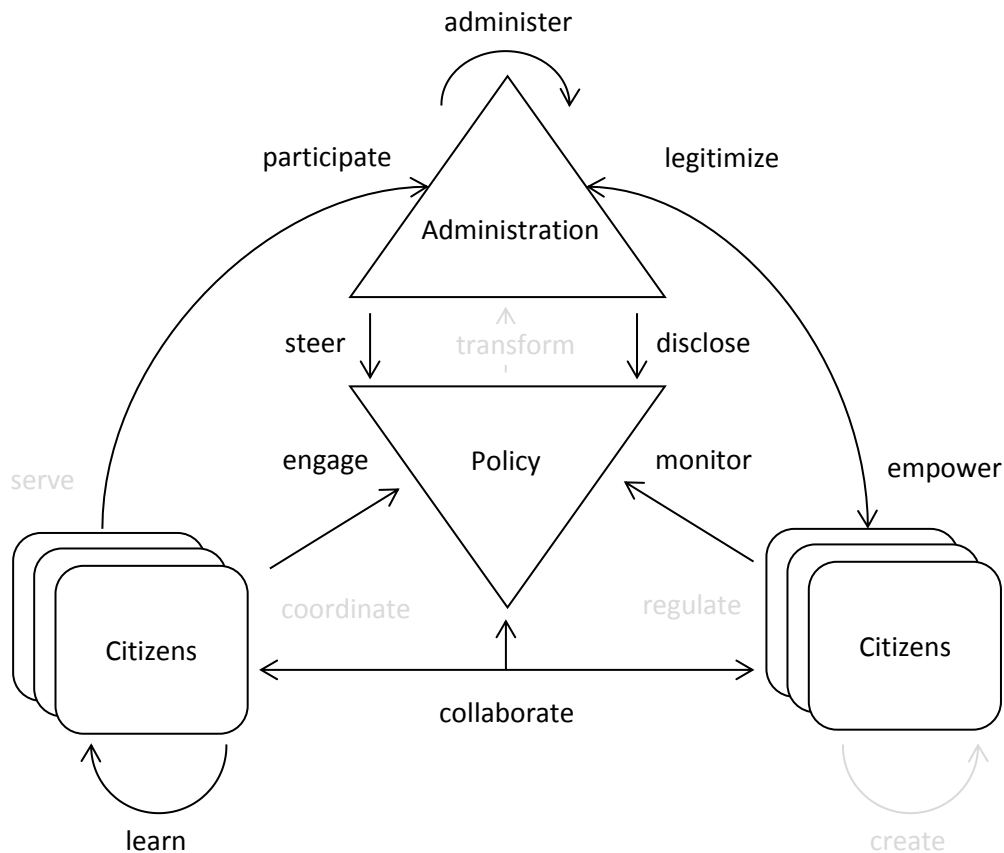 administer
participate
legitimize
Administration
steer
transform
disclose
engage
Policy
monitor
serve
empower
coordinate
regulate
Citizens
Citizens
collaborate
learn
create